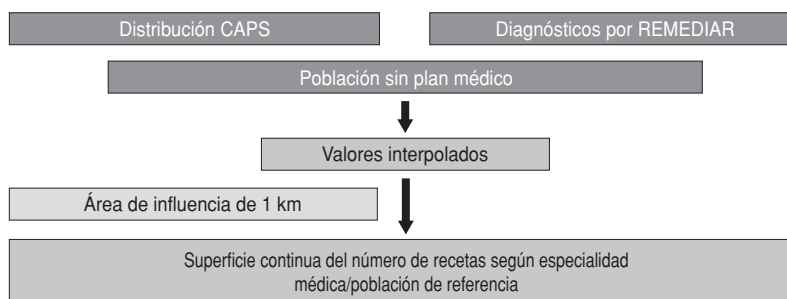 Distribución CAPS
Diagnósticos por REMEDIAR
Población sin plan médico
Valores interpolados
Área de influencia de 1 km
Superficie continua del número de recetas según especialidad
médica/población de referencia